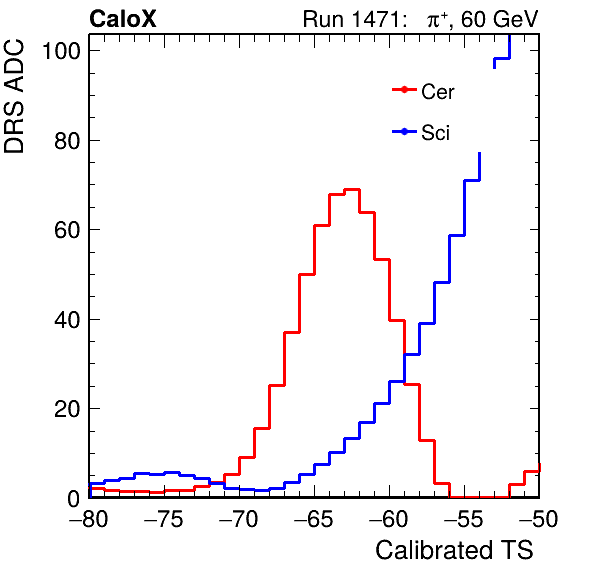 CaloX Run 1471: π⁺, 60 GeV
DRS ADC
100
80
60
40
20
0
Cer
Sci
−80 −75 −70 −65 −60 −55 −50
Calibrated TS